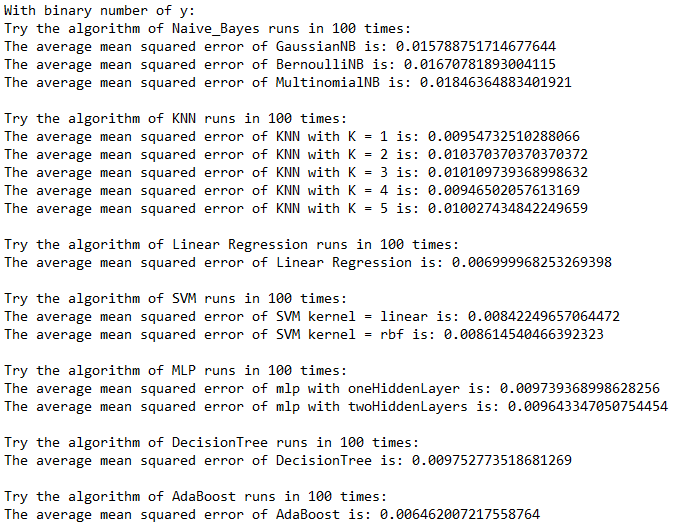 With binary number of y:
Try the algorithm of Naive_Bayes runs in 100 times:
The average mean squared error of GaussianNB is: 0.015788751714677644
The average mean squared error of BernoulliNB is: 0.01670781893004115
The average mean squared error of MultinomialNB is: 0.01846364883401921
Try the algorithm of KNN runs in 100 times:
The average mean squared error of KNN with K = 1 is: 0.00954732510288066
The average mean squared error of KNN with K = 2 is: 0.010370370370370372
The average mean squared error of KNN with K = 3 is: 0.010109739368998632
The average mean squared error of KNN with K = 4 is: 0.00946502057613169
The average mean squared error of KNN with K = 5 is: 0.010027434842249659
Try the algorithm of Linear Regression runs in 100 times:
The average mean squared error of Linear Regression is: 0.006999968253269398
Try the algorithm of SVM runs in 100 times:
The average mean squared error of SVM kernel = linear is: 0.00842249657064472
The average mean squared error of SVM kernel = rbf is: 0.008614540466392323
Try the algorithm of MLP runs in 100 times:
The average mean squared error of mlp with oneHiddenLayer is: 0.009739368998628256
The average mean squared error of mlp with twoHiddenLayers is: 0.009643347050754454
Try the algorithm of DecisionTree runs in 100 times:
The average mean squared error of DecisionTree is: 0.009752773518681269
Try the algorithm of AdaBoost runs in 100 times:
The average mean squared error of AdaBoost is: 0.006462007217558764